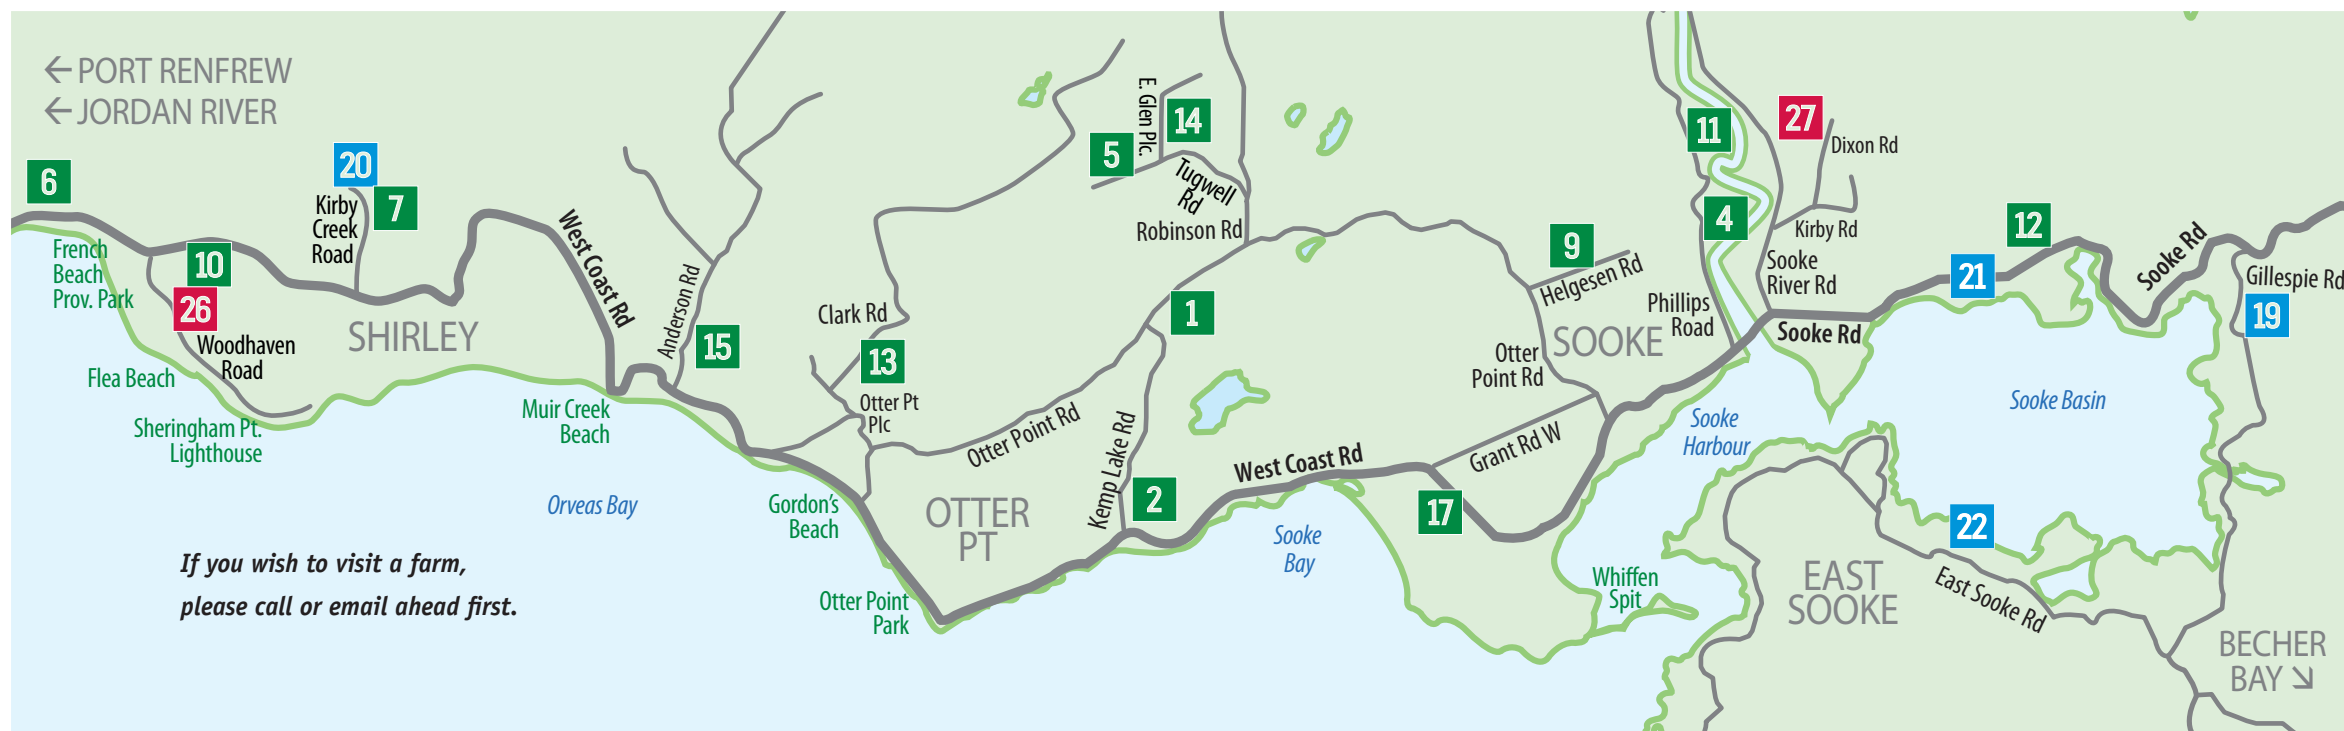 ← PORT RENFREW
← JORDAN RIVER
6
20
7
Kirby
Creek
Road
French
Beach
Prov. Park
10
26
Woodhaven
Road
SHIRLEY
Flea Beach
Sheringham Pt.
Lighthouse
West Coast Rd
Muir Creek
Beach
Orveas Bay
If you wish to visit a farm,
please call or email ahead first.
Anderson Rd
15
Clark Rd
13
Otter Pt
Plc
Otter Point Rd
Gordon's
Beach
OTTER
PT
Otter Point
Park
E. Glen Plc.
14
5
Tugwell
Rd
Robinson Rd
1
Kemp Lake Rd
2
West Coast Rd
Sooke
Bay
9
Helgesen Rd
SOOKE
Otter
Point Rd
Grant Rd W
17
Whiffen
Spit
11
4
Phillips
Road
27
Dixon Rd
Kirby Rd
Sooke
River Rd
Sooke Rd
Sooke
Harbour
12
21
Sooke Rd
Gillespie Rd
19
Sooke Basin
22
EAST
SOOKE
East Sooke Rd
BECHER
BAY ↘